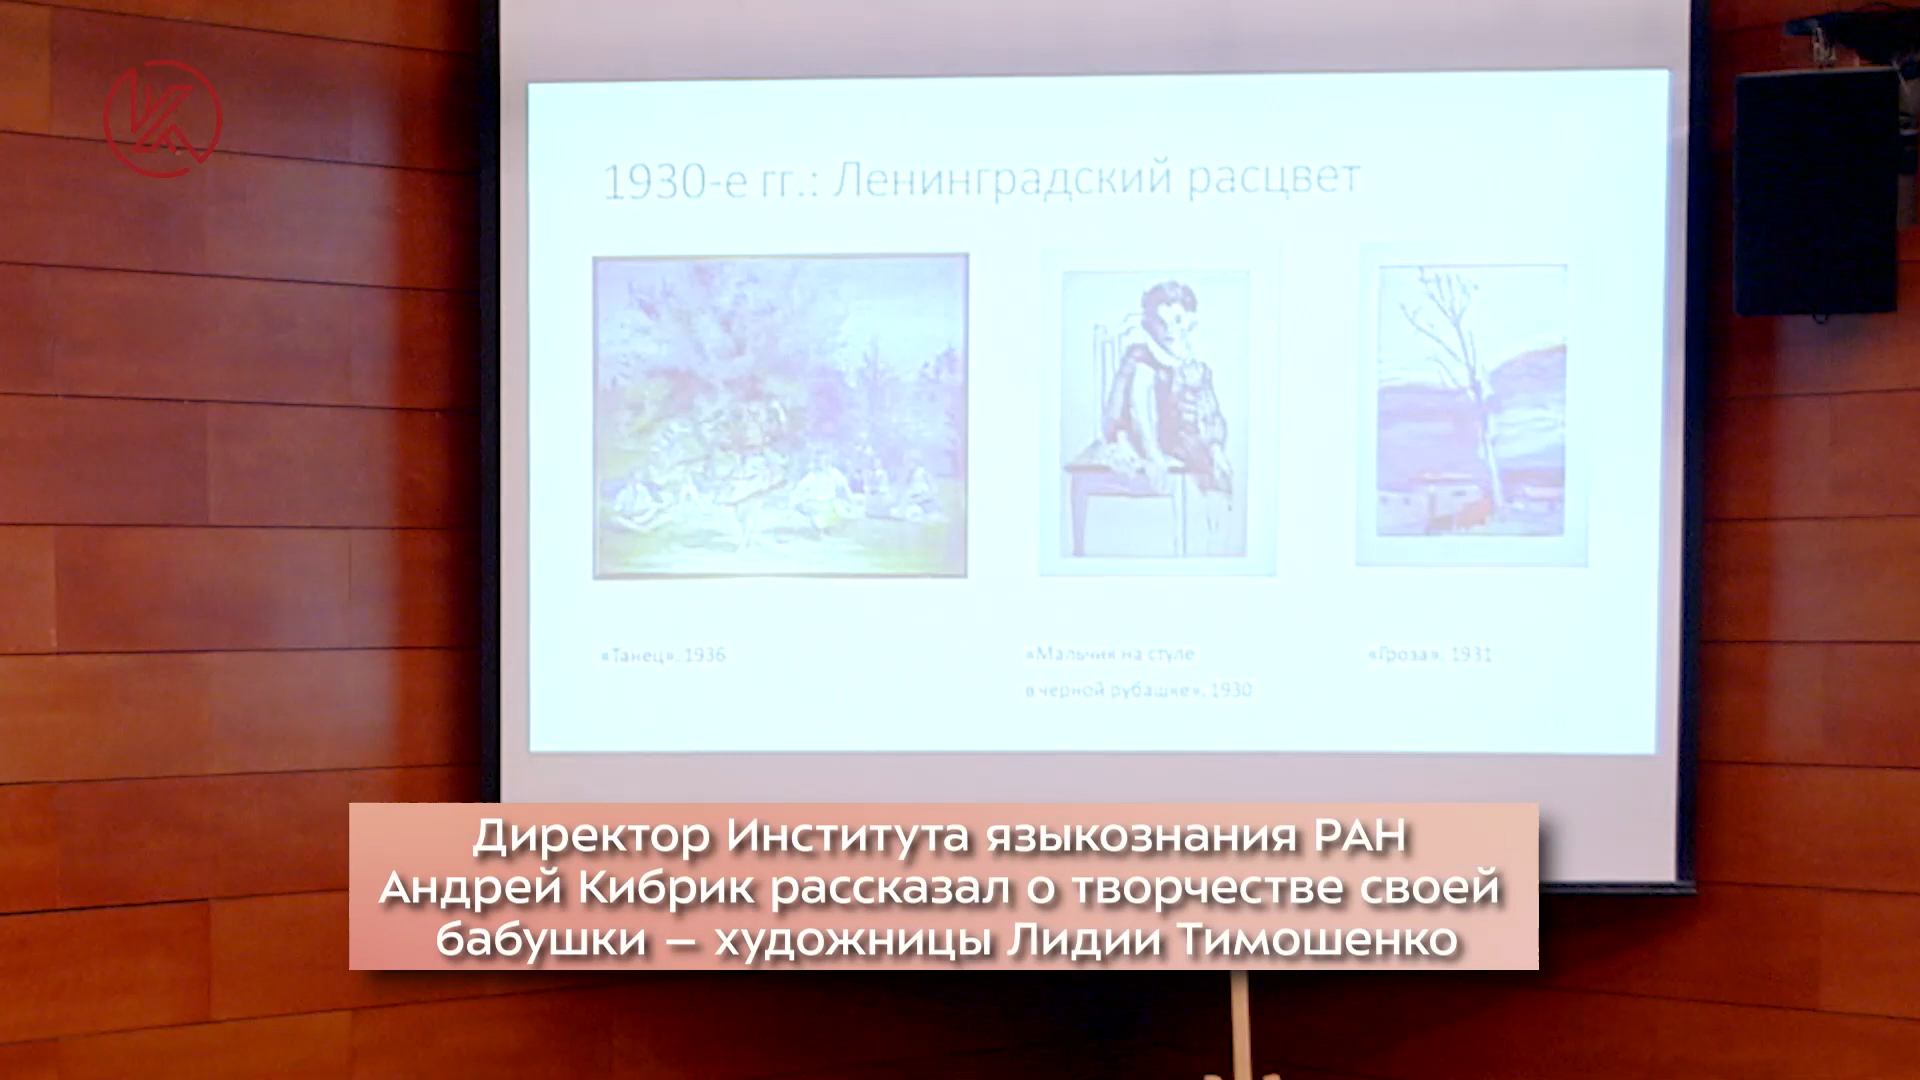 1930-е гг.: Ленинградский расцвет
«Танец», 1936
«Мальчик на стуле
в черной рубашке», 1930
«Гроза», 1931
Директор Института языкознания РАН
Андрей Кибрик рассказал о творчестве своей
бабушки – художницы Лидии Тимошенко